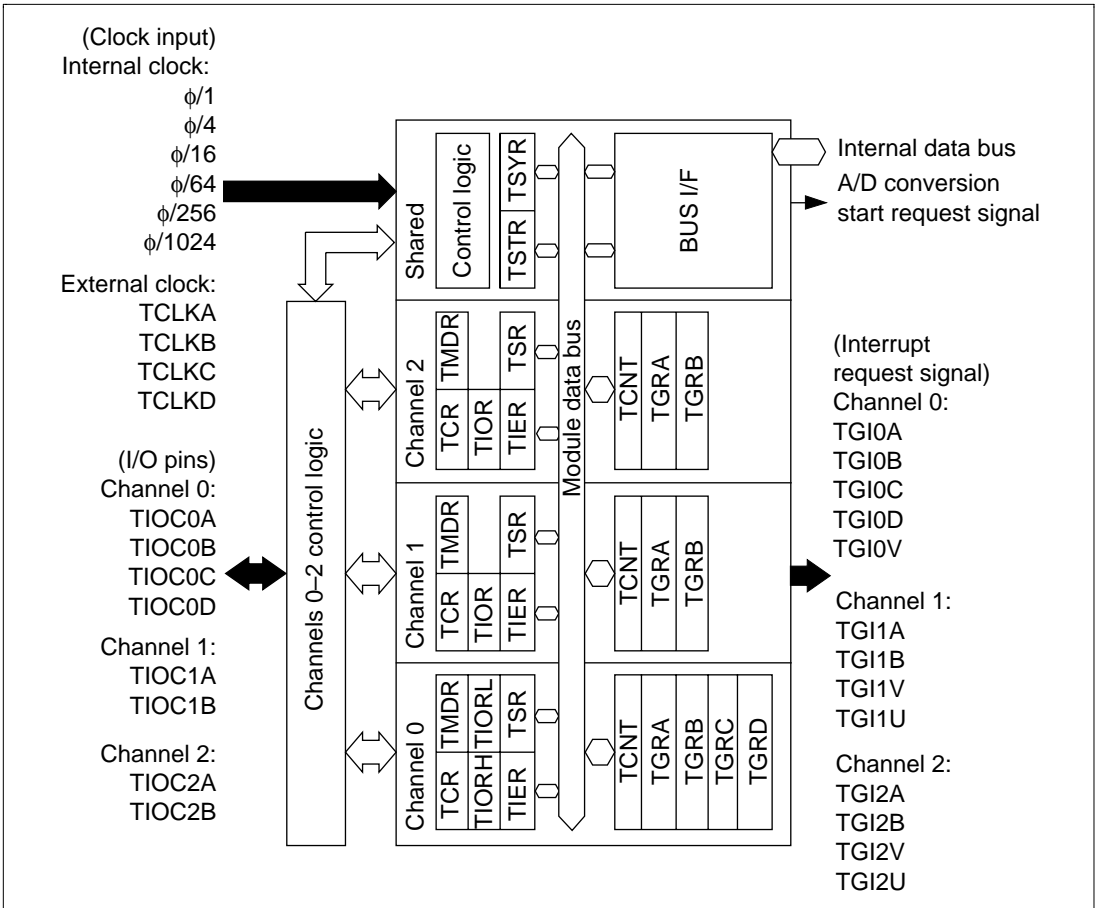 (Clock input)
Internal clock:
ϕ/1
ϕ/4
ϕ/16
ϕ/64
ϕ/256
ϕ/1024
External clock:
TCLKA
TCLKB
TCLKC
TCLKD
(I/O pins)
Channel 0:
TIOC0A
TIOC0B
TIOC0C
TIOC0D
Channel 1:
TIOC1A
TIOC1B
Channel 2:
TIOC2A
TIOC2B
Channels 0–2 control logic
Shared
Control logic
TSTR
TSYR
BUS I/F
Module data bus
Channel 2
TCR
TMDR
TIOR
TIER
TSR
TCNT
TGRA
TGRB
Channel 1
TCR
TMDR
TIOR
TIER
TSR
TCNT
TGRA
TGRB
Channel 0
TCR
TMDR
TIORH
TIORL
TIER
TSR
TCNT
TGRA
TGRB
TGRC
TGRD
Internal data bus
A/D conversion
start request signal
(Interrupt
request signal)
Channel 0:
TGI0A
TGI0B
TGI0C
TGI0D
TGI0V
Channel 1:
TGI1A
TGI1B
TGI1V
TGI1U
Channel 2:
TGI2A
TGI2B
TGI2V
TGI2U